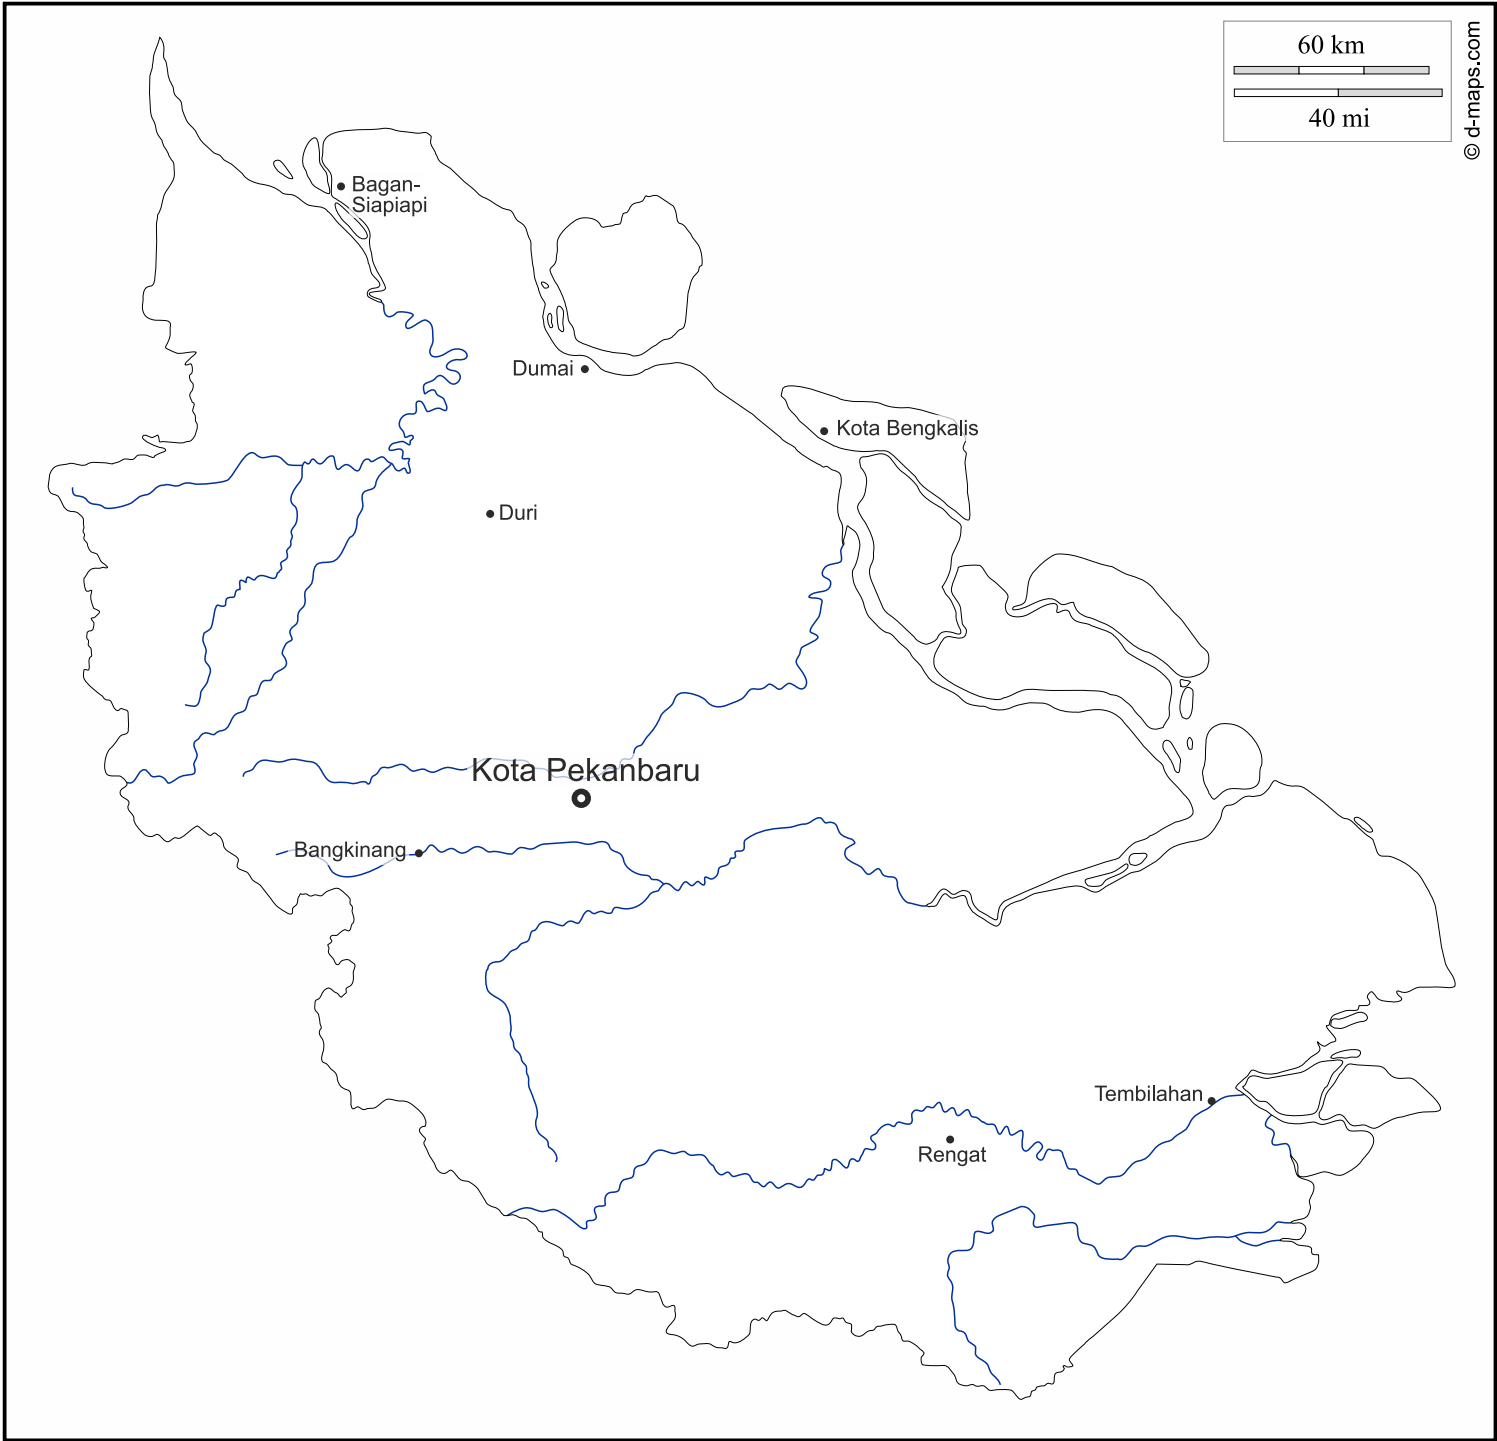 60 km
40 mi
© d-maps.com
Bagan-
Siapiapi
Dumai
Kota Bengkalis
Duri
Kota Pekanbaru
Bangkinang
Tembilahan
Rengat